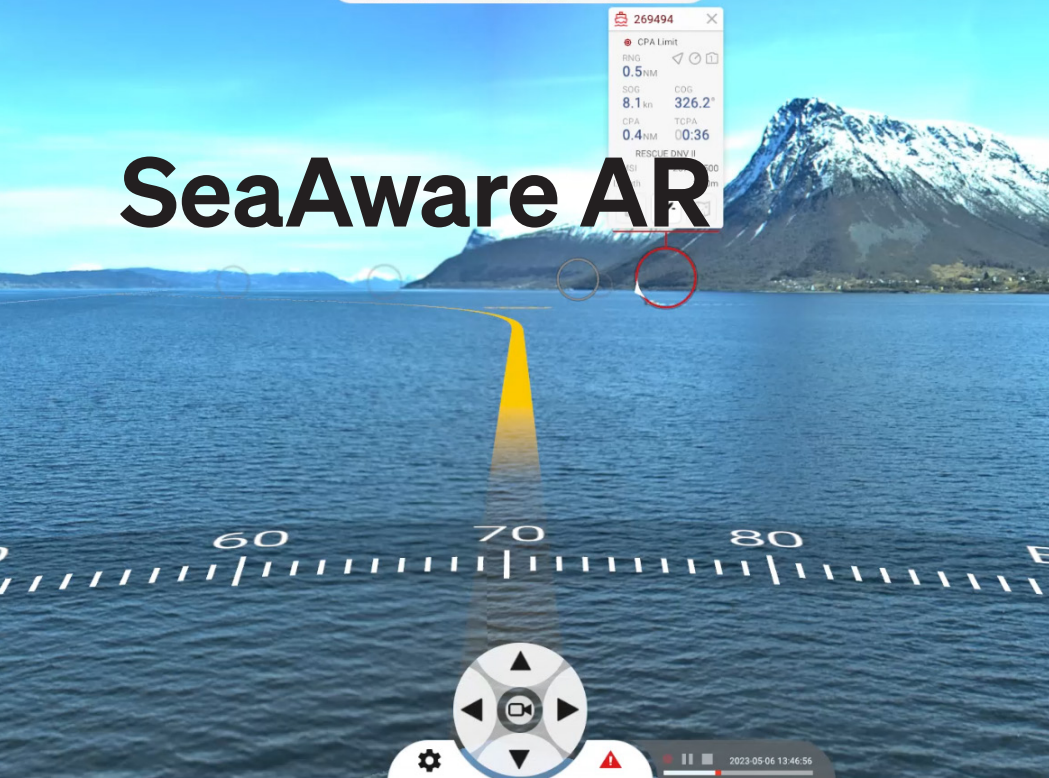 269494
CPA Limit
RNG
0.5NM
SOG COG
8.1kn 326.2°
CPA TCPA
0.4NM 00:36
RESCUE DNV II
SeaAware AR
60 70 80
2023-05-06 13:46:56